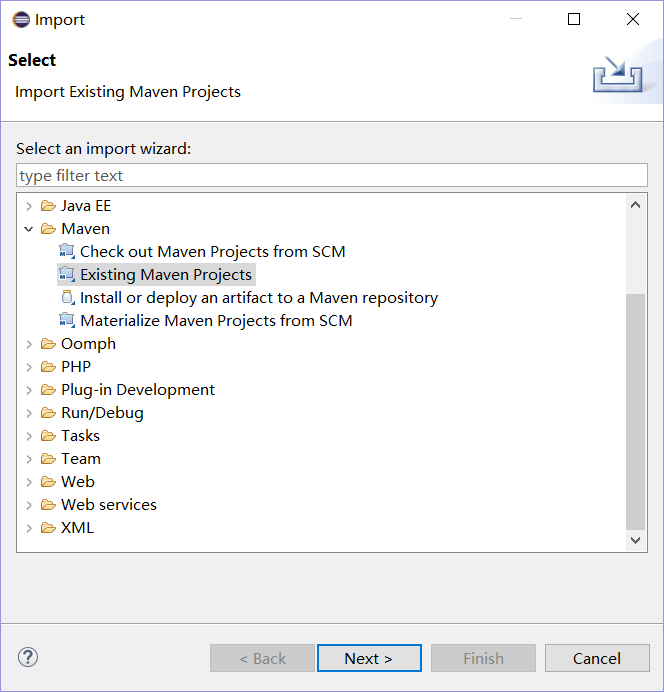 Import
Select
Import Existing Maven Projects
Select an import wizard:
type filter text
Java EE
Maven
Check out Maven Projects from SCM
Existing Maven Projects
Install or deploy an artifact to a Maven repository
Materialize Maven Projects from SCM
Oomph
PHP
Plug-in Development
Run/Debug
Tasks
Team
Web
Web services
XML
< Back
Next >
Finish
Cancel